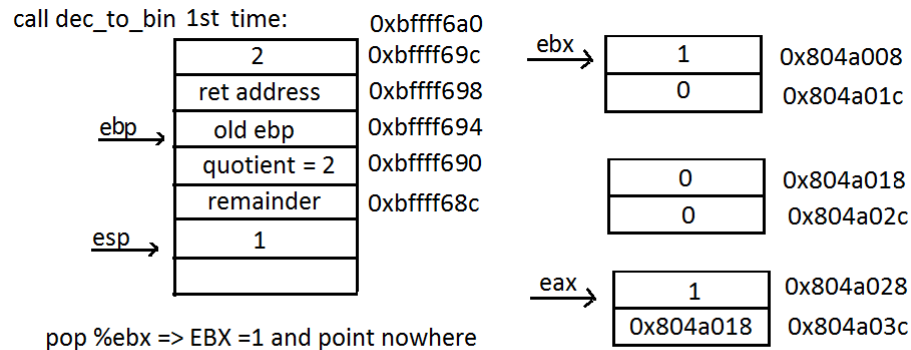 call dec_to_bin 1st time:
0xbffff6a0
2
0xbffff69c
ret address
0xbffff698
ebp
old ebp
0xbffff694
quotient = 2
0xbffff690
remainder
0xbffff68c
esp
1
ebx
1
0x804a008
0
0x804a01c
0
0x804a018
0
0x804a02c
eax
1
0x804a028
0x804a018
0x804a03c
pop %ebx => EBX =1 and point nowhere